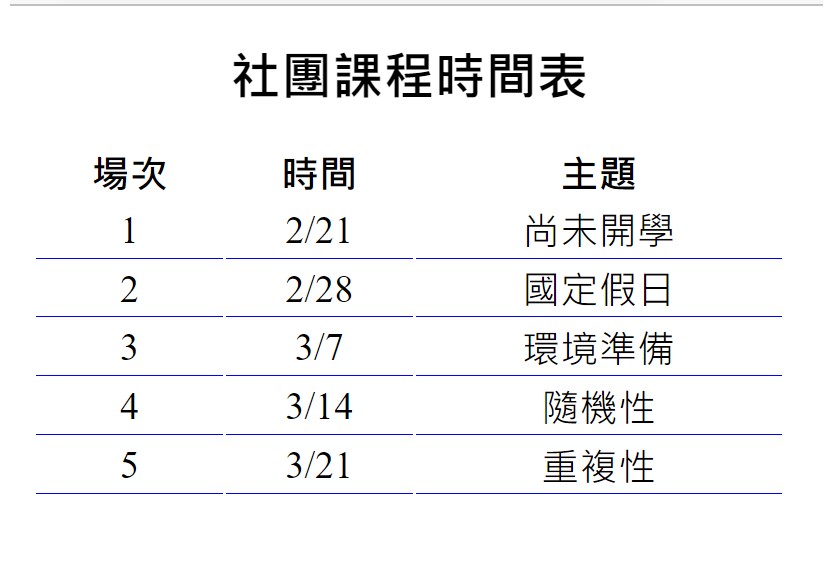 社團課程時間表
場次 時間 主題
1 2/21 尚未開學
2 2/28 國定假日
3 3/7 環境準備
4 3/14 隨機性
5 3/21 重複性